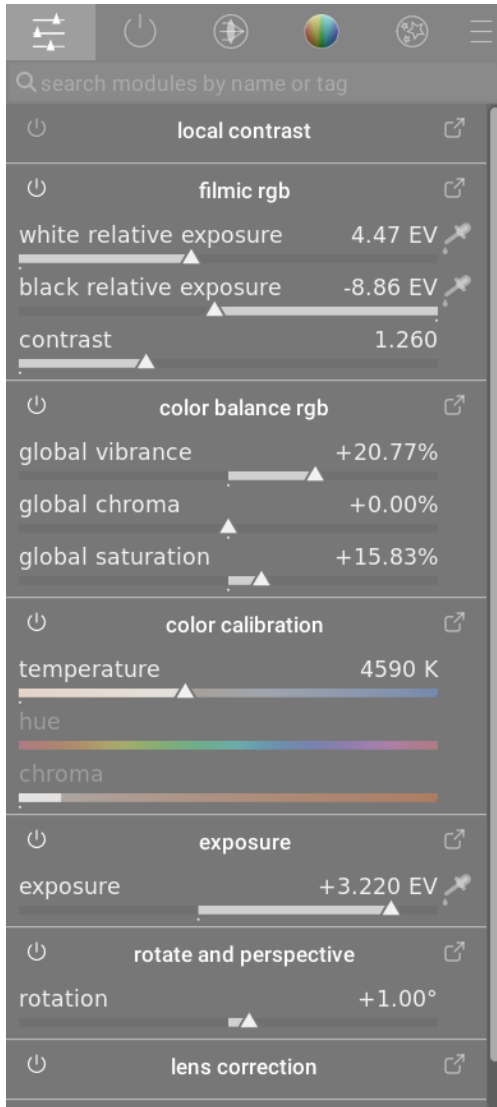 search modules by name or tag
local contrast
filmic rgb
white relative exposure 4.47 EV
black relative exposure -8.86 EV
contrast 1.260
color balance rgb
global vibrance +20.77%
global chroma +0.00%
global saturation +15.83%
color calibration
temperature 4590 K
hue
chroma
exposure
exposure +3.220 EV
rotate and perspective
rotation +1.00°
lens correction